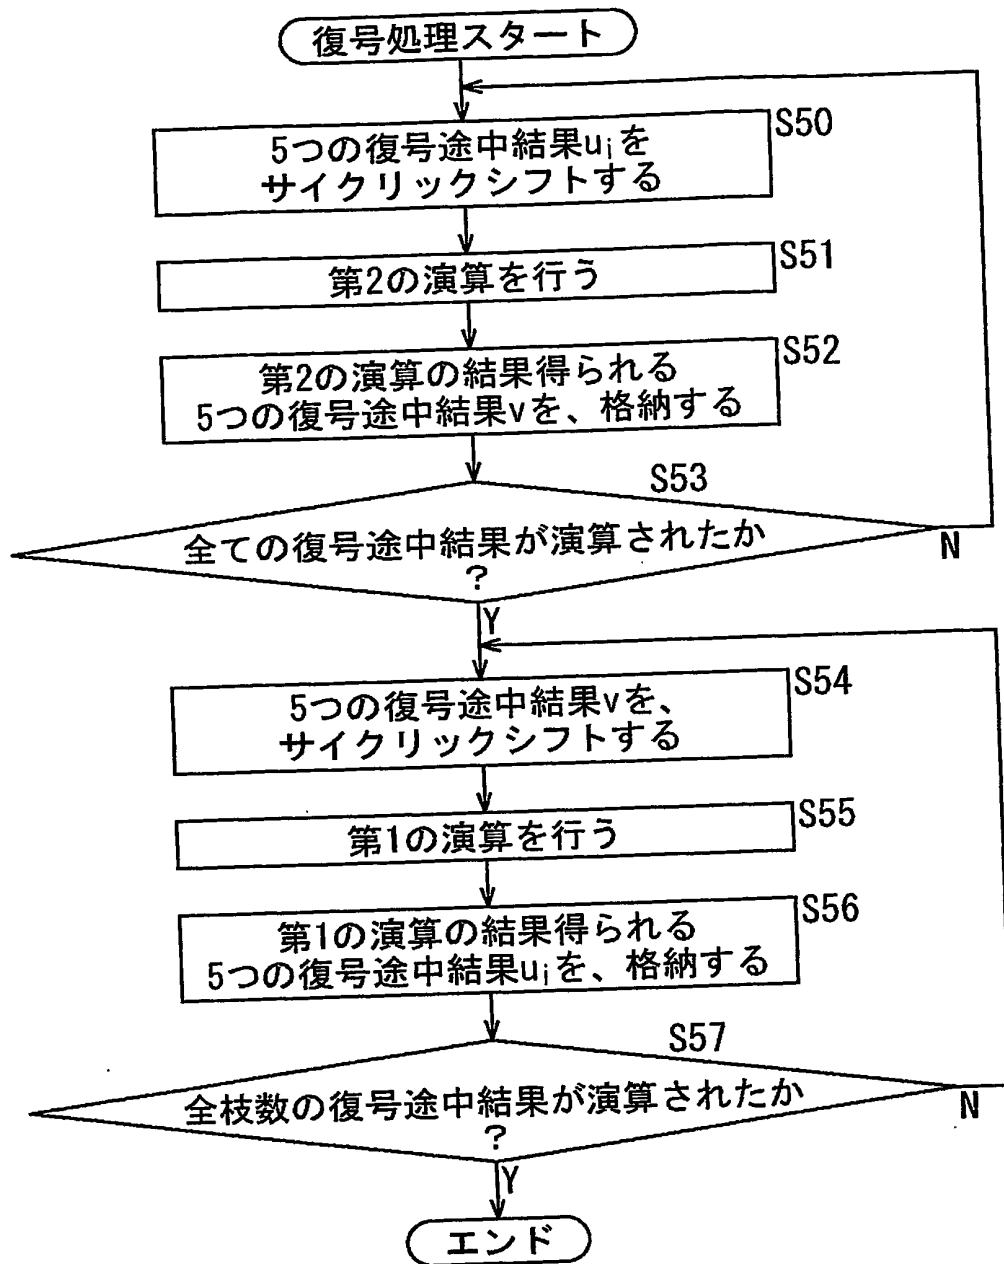 復号処理スタート
S50
5つの復号途中結果ujを
サイクリックシフトする
S51
第2の演算を行う
S52
第2の演算の結果得られる
5つの復号途中結果vを、格納する
S53
全ての復号途中結果が演算されたか
?
N
Y
S54
5つの復号途中結果vを、
サイクリックシフトする
S55
第1の演算を行う
S56
第1の演算の結果得られる
5つの復号途中結果ujを、格納する
S57
全枝数の復号途中結果が演算されたか
?
N
Y
エンド